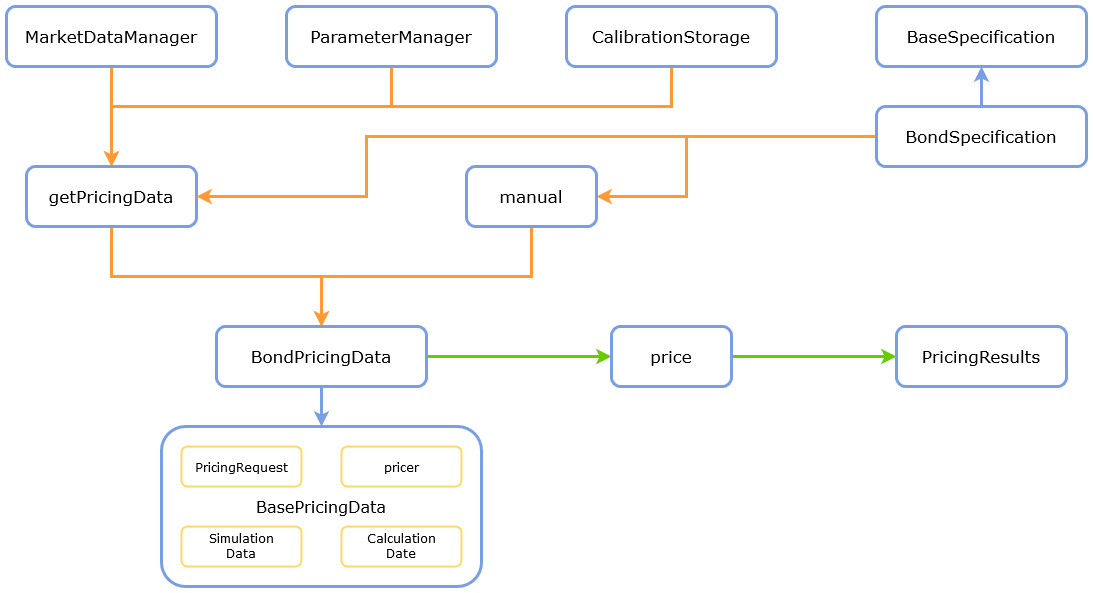 MarketDataManager
ParameterManager
CalibrationStorage
BaseSpecification
BondSpecification
getPricingData
manual
BondPricingData
price
PricingResults
PricingRequest
pricer
BasePricingData
Simulation
Data
Calculation
Date